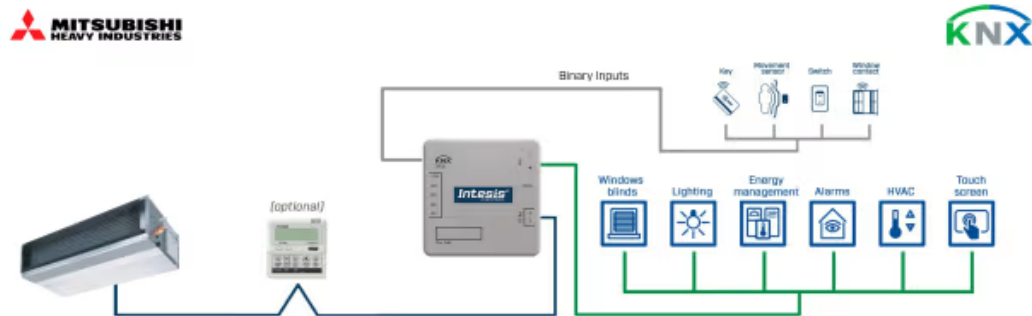 MITSUBISHI
HEAVY INDUSTRIES
KNX
Binary Inputs
Key
Movement
sensor
Switch
Window
contact
KNX
Intesis
[optional]
Windows
blinds
Lighting
Energy
management
Alarms
HVAC
Touch
screen